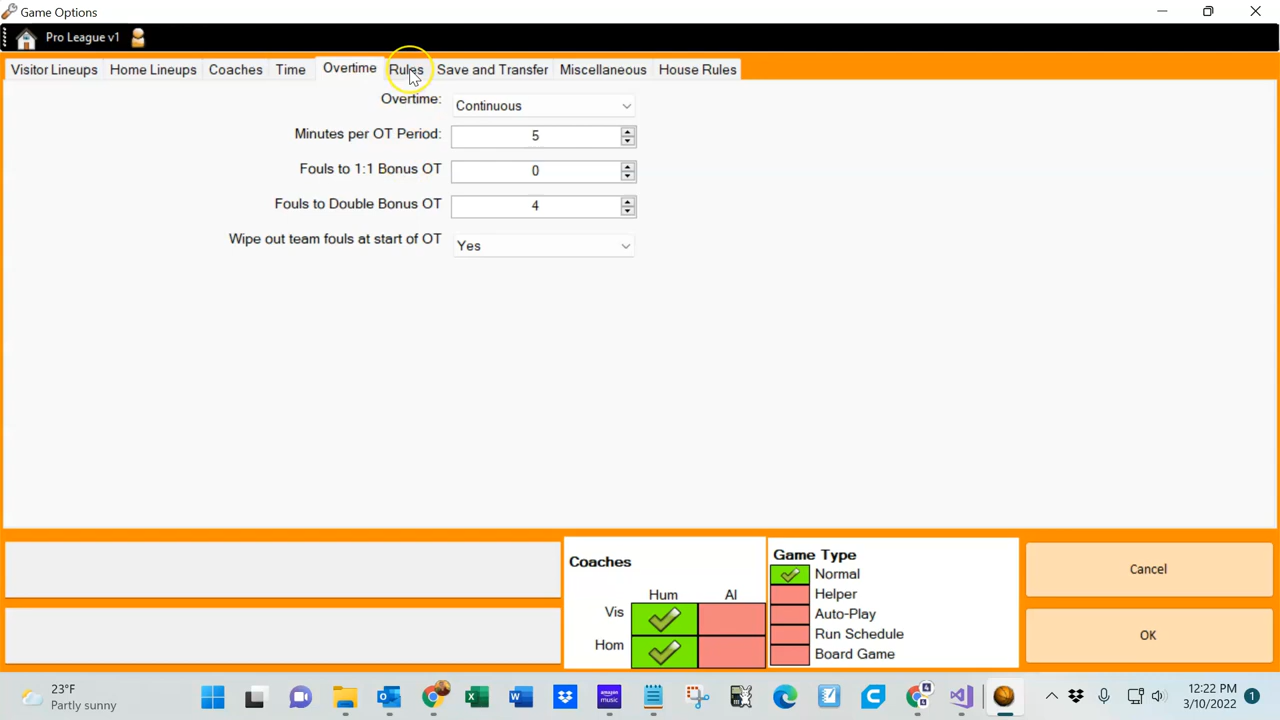 Game Options
Pro League v1
Visitor Lineups Home Lineups Coaches Time Overtime Rules Save and Transfer Miscellaneous House Rules
Overtime: Continuous
Minutes per OT Period: 5
Fouls to 1:1 Bonus OT 0
Fouls to Double Bonus OT 4
Wipe out team fouls at start of OT Yes
Coaches
Hum AI
Vis
Hom
Game Type
Normal
Helper
Auto-Play
Run Schedule
Board Game
Cancel
OK
23°F
Partly sunny
amazon music
12:22 PM
3/10/2022
1